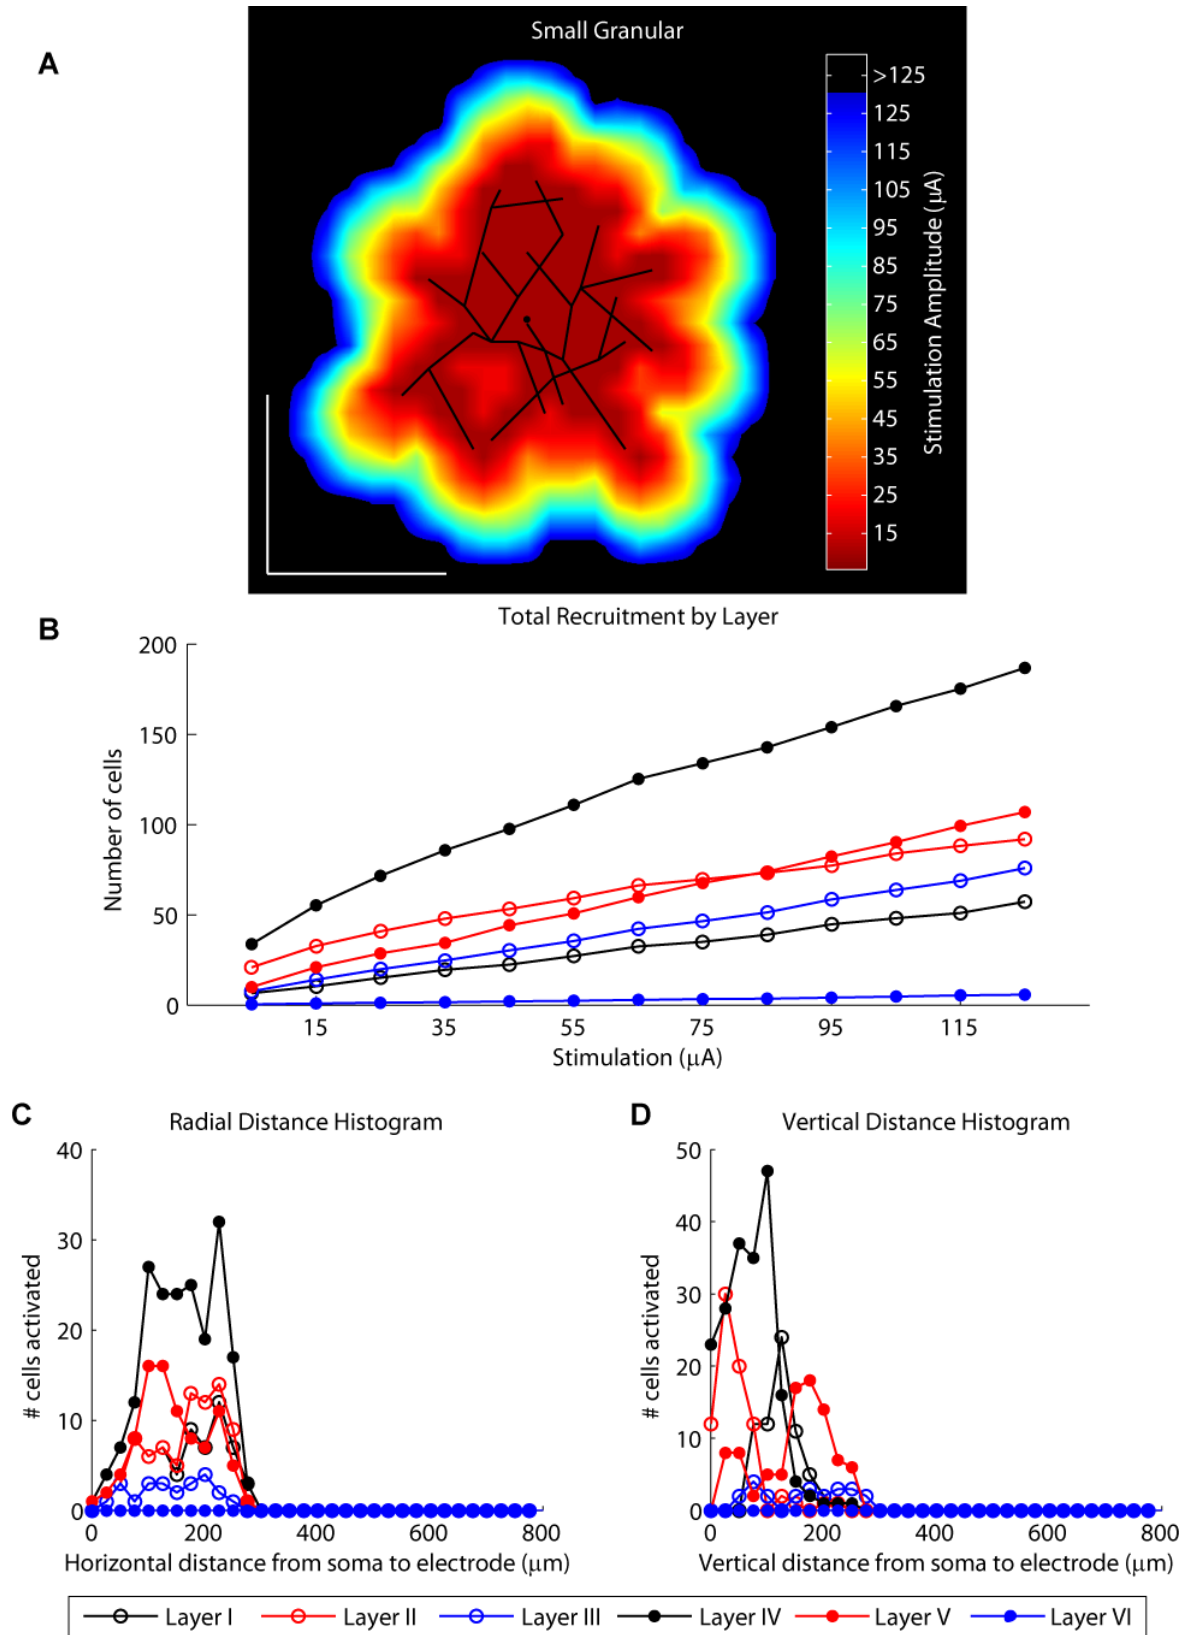 A
Small Granular
>125
125
115
105
95
85
75
65
55
45
35
25
15
Stimulation Amplitude (μA)
B
Total Recruitment by Layer
200
150
100
50
0
Number of cells
15
35
55
75
95
115
Stimulation (μA)
C
Radial Distance Histogram
40
30
20
10
0
# cells activated
0
200
400
600
800
Horizontal distance from soma to electrode (μm)
D
Vertical Distance Histogram
50
40
30
20
10
0
# cells activated
0
200
400
600
800
Vertical distance from soma to electrode (μm)
Layer I
Layer II
Layer III
Layer IV
Layer V
Layer VI